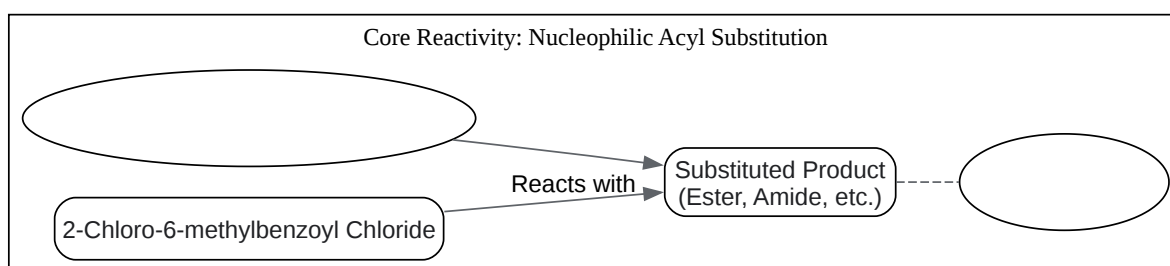 Core Reactivity: Nucleophilic Acyl Substitution
Reacts with
2-Chloro-6-methylbenzoyl Chloride
Substituted Product
(Ester, Amide, etc.)